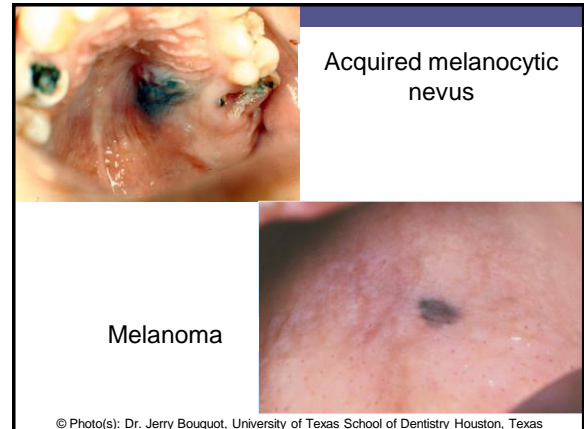 Acquired melanocytic
nevus
Melanoma
© Photo(s): Dr. Jerry Bouquot, University of Texas School of Dentistry Houston, Texas